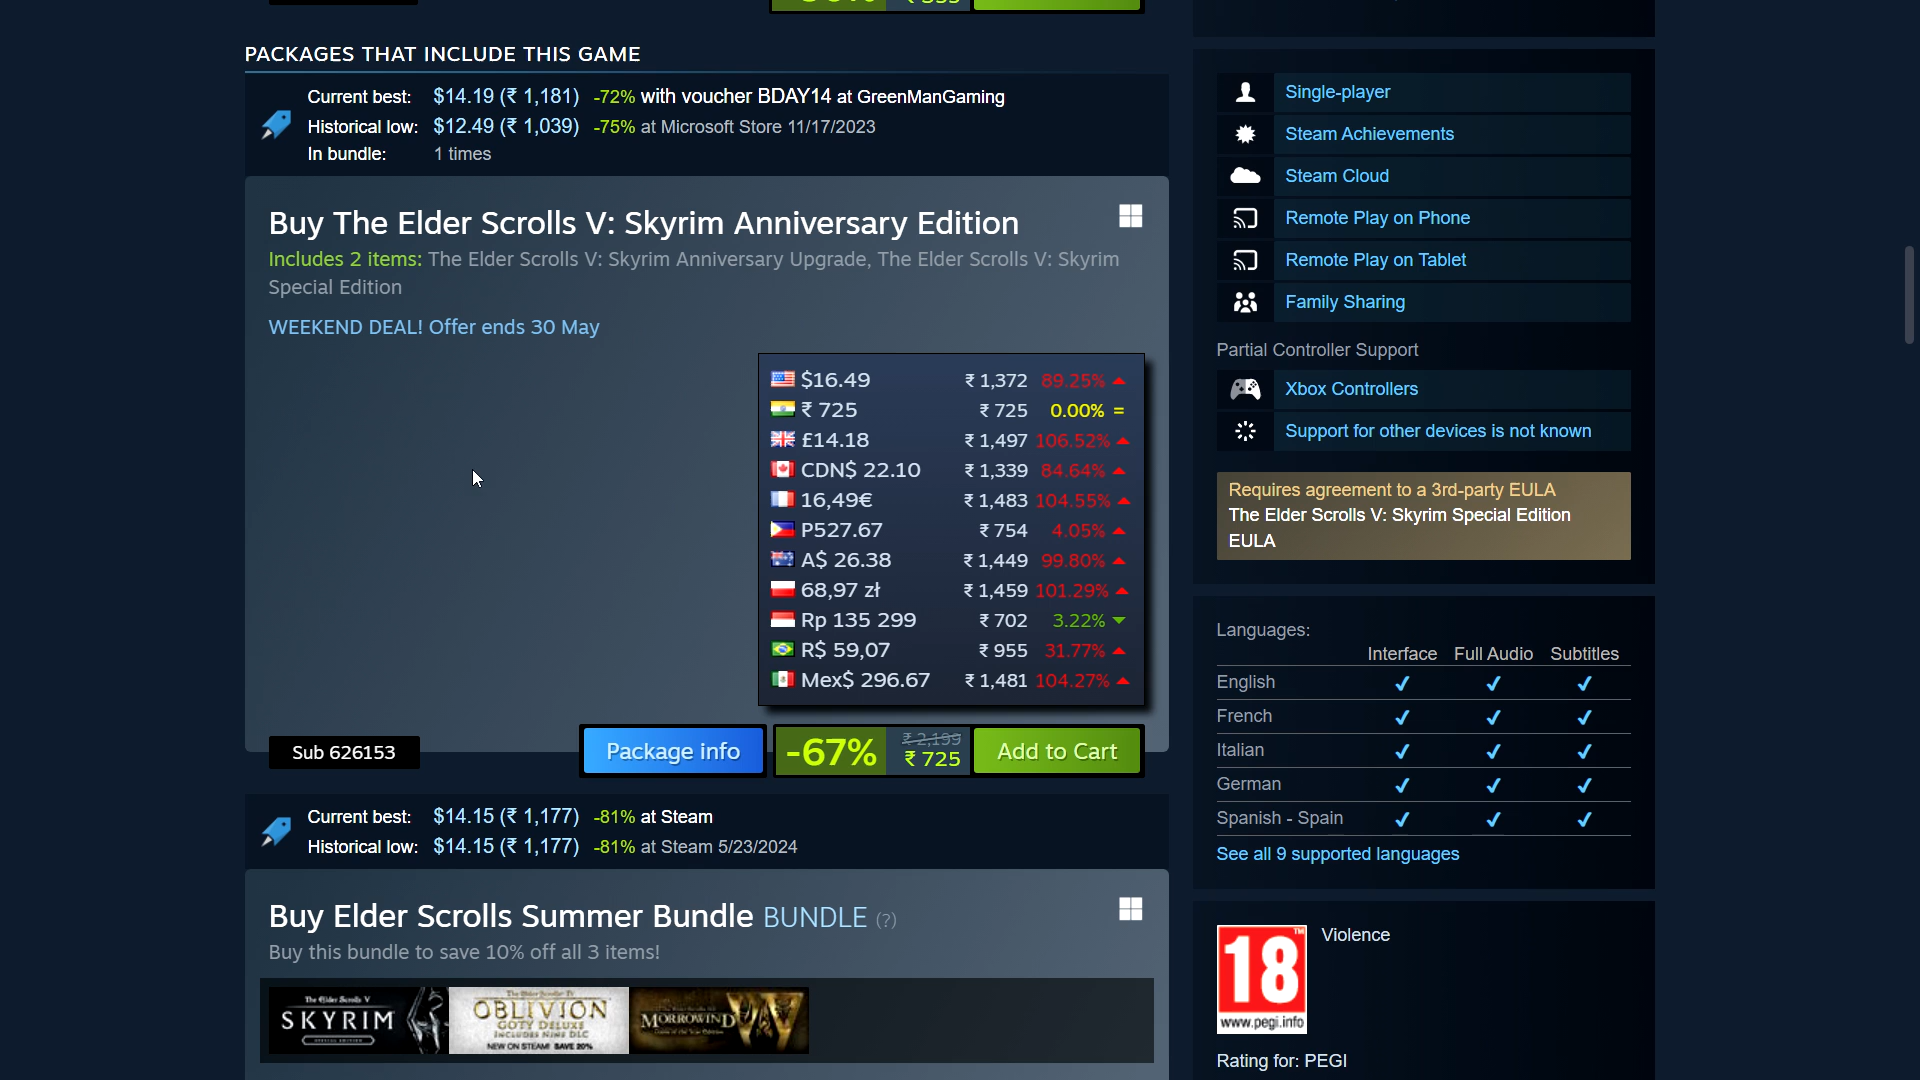 PACKAGES THAT INCLUDE THIS GAME
Current best: $14.19 (₹ 1,181) -72% with voucher BDAY14 at GreenManGaming
Historical low: $12.49 (₹ 1,039) -75% at Microsoft Store 11/17/2023
In bundle: 1 times
Buy The Elder Scrolls V: Skyrim Anniversary Edition
Includes 2 items: The Elder Scrolls V: Skyrim Anniversary Upgrade, The Elder Scrolls V: Skyrim
Special Edition
WEEKEND DEAL! Offer ends 30 May
$16.49 ₹ 1,372 89.25%
₹ 725 ₹ 725 0.00% =
£14.18 ₹ 1,497 106.52%
CDN$ 22.10 ₹ 1,339 84.64%
16,49€ ₹ 1,483 104.55%
P527.67 ₹ 754 4.05%
A$ 26.38 ₹ 1,449 99.80%
68,97 zł ₹ 1,459 101.29%
Rp 135 299 ₹ 702 3.22%
R$ 59,07 ₹ 955 31.77%
Mex$ 296.67 ₹ 1,481 104.27%
Sub 626153
Package info
-67%
₹ 2,199
₹ 725
Add to Cart
Current best: $14.15 (₹ 1,177) -81% at Steam
Historical low: $14.15 (₹ 1,177) -81% at Steam 5/23/2024
Buy Elder Scrolls Summer Bundle BUNDLE (?)
Buy this bundle to save 10% off all 3 items!
The Elder Scrolls V
SKYRIM
OBLIVION
GOTY DELUXE
INCLUDES NINE DLC
NEW ON STEAM! SAVE 20%
MORROWIND
Single-player
Steam Achievements
Steam Cloud
Remote Play on Phone
Remote Play on Tablet
Family Sharing
Partial Controller Support
Xbox Controllers
Support for other devices is not known
Requires agreement to a 3rd-party EULA
The Elder Scrolls V: Skyrim Special Edition
EULA
Languages:
Interface Full Audio Subtitles
English ✔ ✔ ✔
French ✔ ✔ ✔
Italian ✔ ✔ ✔
German ✔ ✔ ✔
Spanish - Spain ✔ ✔ ✔
See all 9 supported languages
18
TM
www.pegi.info
Violence
Rating for: PEGI